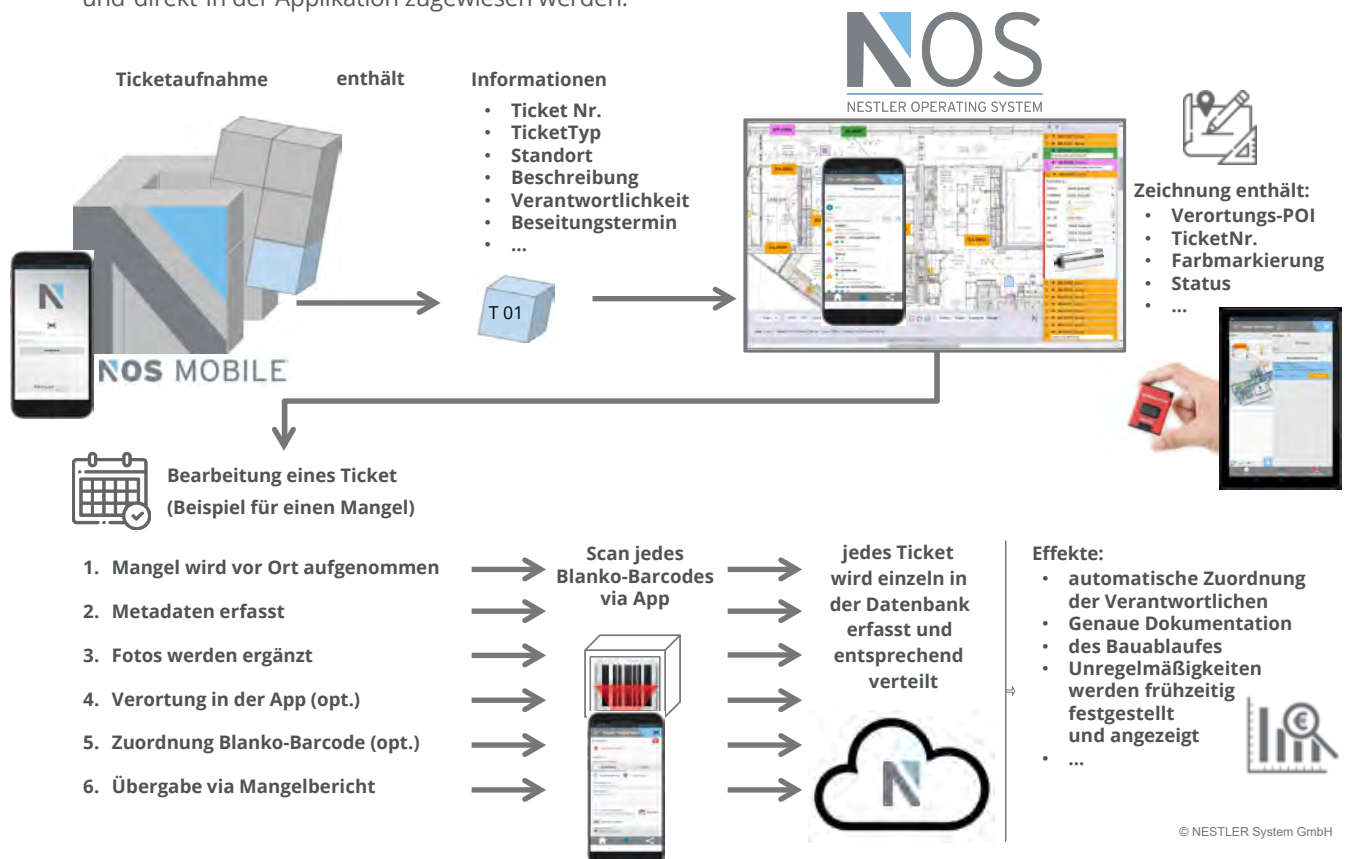 und direkt in der Applikation zugewiesen werden.
NOS
NESTLER OPERATING SYSTEM
Ticketaufnahme
enthält
Informationen
• Ticket Nr.
• TicketTyp
• Standort
• Beschreibung
• Verantwortlichkeit
• Beseitungstermin
• ...
T 01
NOS MOBILE
Zeichnung enthält:
• Verortungs-POI
• TicketNr.
• Farbmarkierung
• Status
• ...
Bearbeitung eines Ticket
(Beispiel für einen Mangel)
1. Mangel wird vor Ort aufgenommen
2. Metadaten erfasst
3. Fotos werden ergänzt
4. Verortung in der App (opt.)
5. Zuordnung Blanko-Barcode (opt.)
6. Übergabe via Mangelbericht
Scan jedes
Blanko-Barcodes
via App
jedes Ticket
wird einzeln in
der Datenbank
erfasst und
entsprechend
verteilt
Effekte:
• automatische Zuordnung
der Verantwortlichen
• Genaue Dokumentation
• des Bauablaufes
• Unregelmäßigkeiten
werden frühzeitig
festgestellt
und angezeigt
• ...
© NESTLER System GmbH